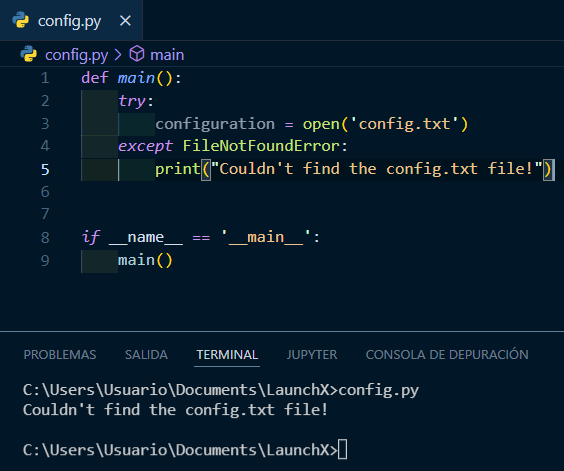 config.py ×
config.py > main
1 def main():
2     try:
3         configuration = open('config.txt')
4     except FileNotFoundError:
5         print("Couldn't find the config.txt file!")
6
7
8 if __name__ == '__main__':
9     main()
PROBLEMAS SALIDA TERMINAL JUPYTER CONSOLA DE DEPURACIÓN
C:\Users\Usuario\Documents\LaunchX>config.py
Couldn't find the config.txt file!
C:\Users\Usuario\Documents\LaunchX>